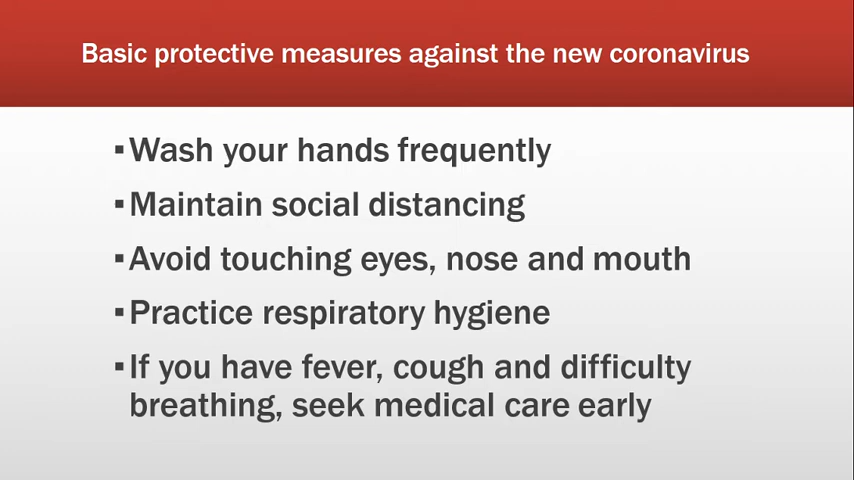 Basic protective measures against the new coronavirus
▪Wash your hands frequently
▪Maintain social distancing
▪Avoid touching eyes, nose and mouth
▪Practice respiratory hygiene
▪If you have fever, cough and difficulty
breathing, seek medical care early